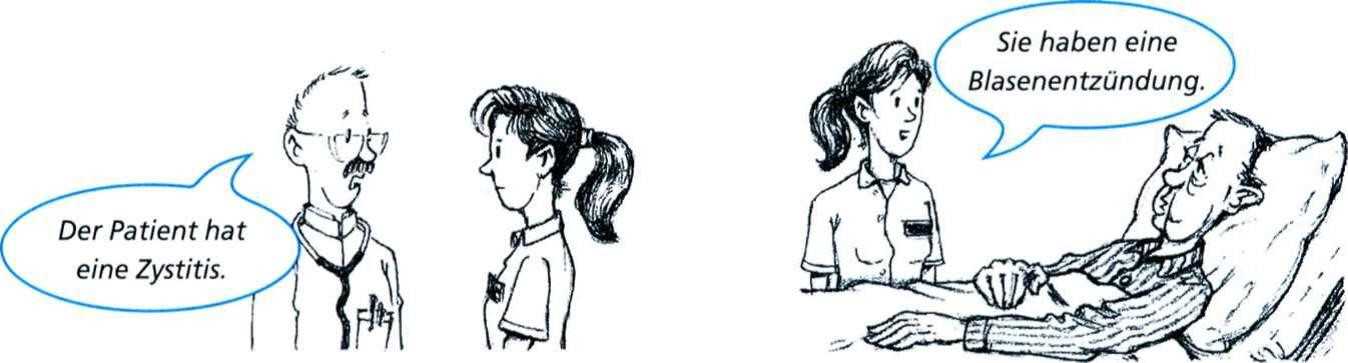 Der Patient hat
eine Zystitis.
Sie haben eine
Blasenentzündung.